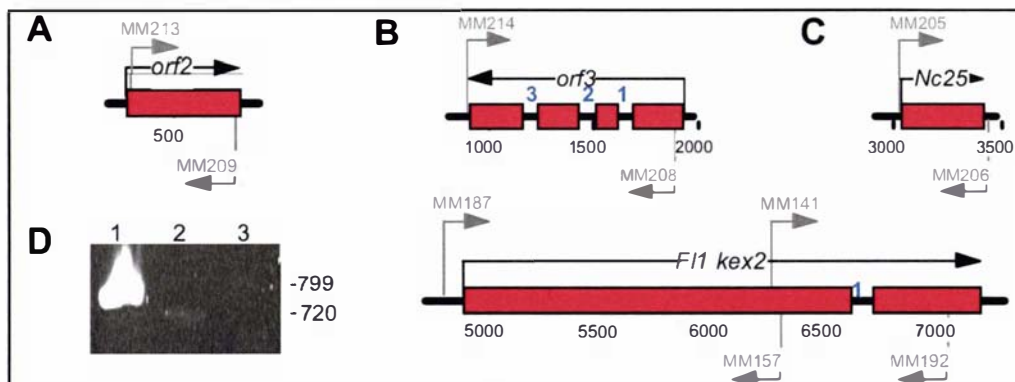 A
MM213
orf2
500
MM209
B
MM214
orf3
3 2 1
1000 1500 2000
MM208
C
MM205
Nc25
3000 3500
MM206
D
1 2 3
-799
-720
MM187
MM141
Fl1 kex2
1
5000 5500 6000 6500 7000
MM157
MM192